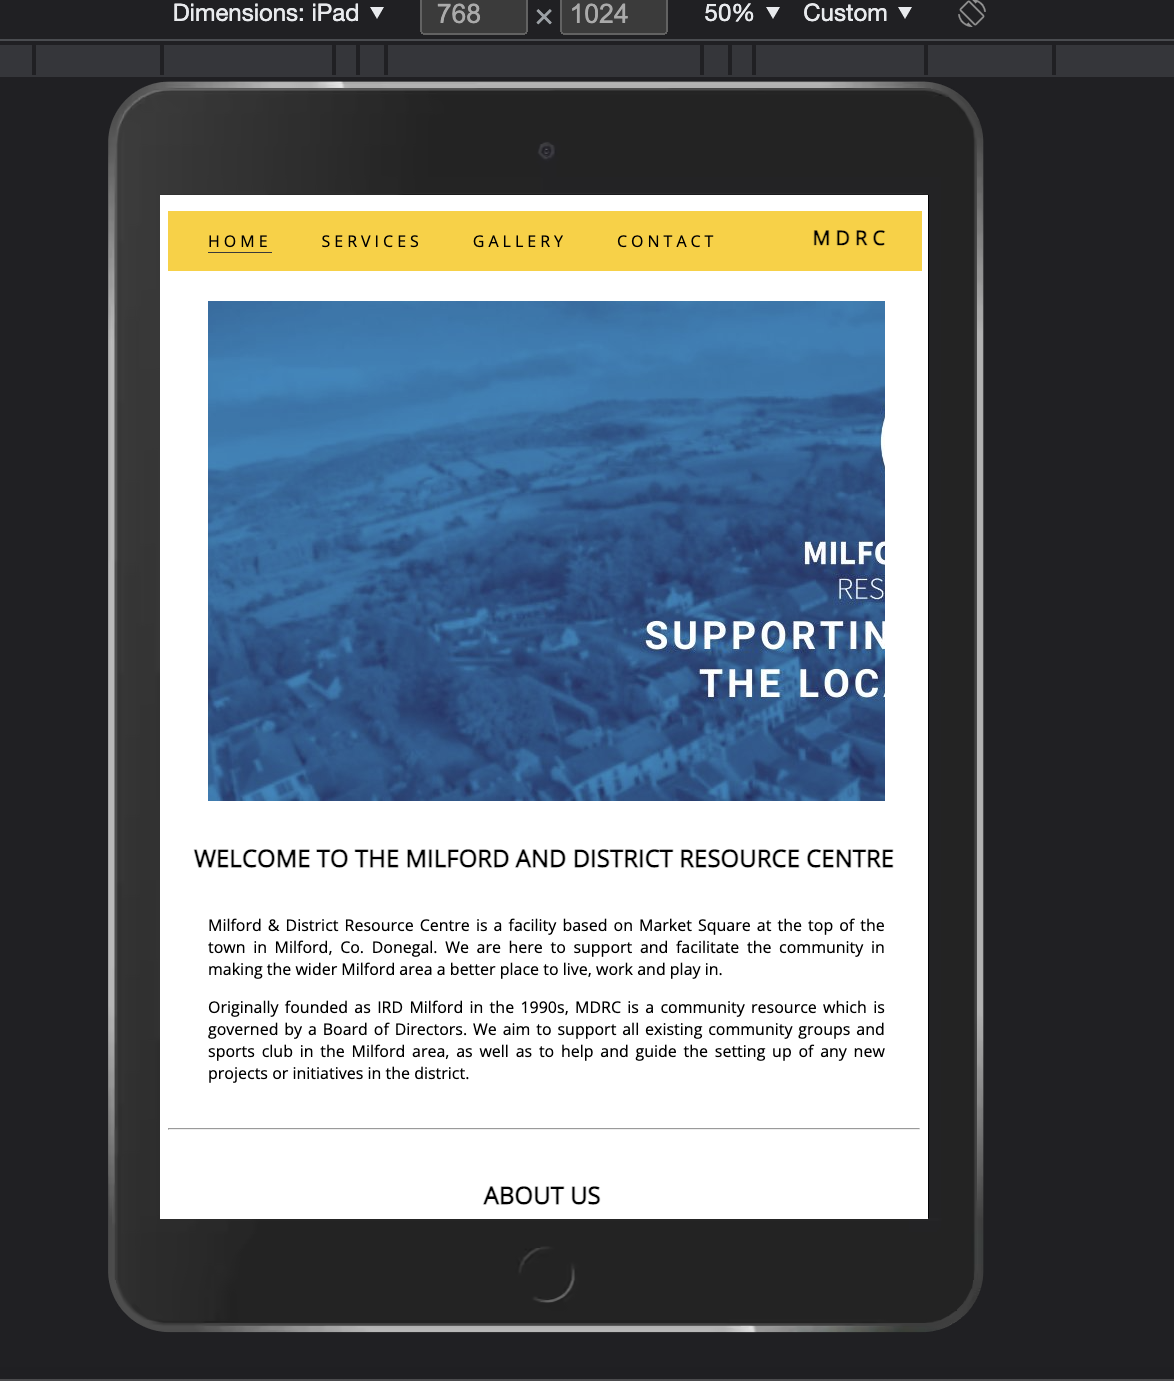 Dimensions: iPad ▼ 768 × 1024 50% ▼ Custom ▼
HOME SERVICES GALLERY CONTACT MDRC
MILFO
RES
SUPPORTIN
THE LOCA
WELCOME TO THE MILFORD AND DISTRICT RESOURCE CENTRE
Milford & District Resource Centre is a facility based on Market Square at the top of the
town in Milford, Co. Donegal. We are here to support and facilitate the community in
making the wider Milford area a better place to live, work and play in.
Originally founded as IRD Milford in the 1990s, MDRC is a community resource which is
governed by a Board of Directors. We aim to support all existing community groups and
sports club in the Milford area, as well as to help and guide the setting up of any new
projects or initiatives in the district.
ABOUT US